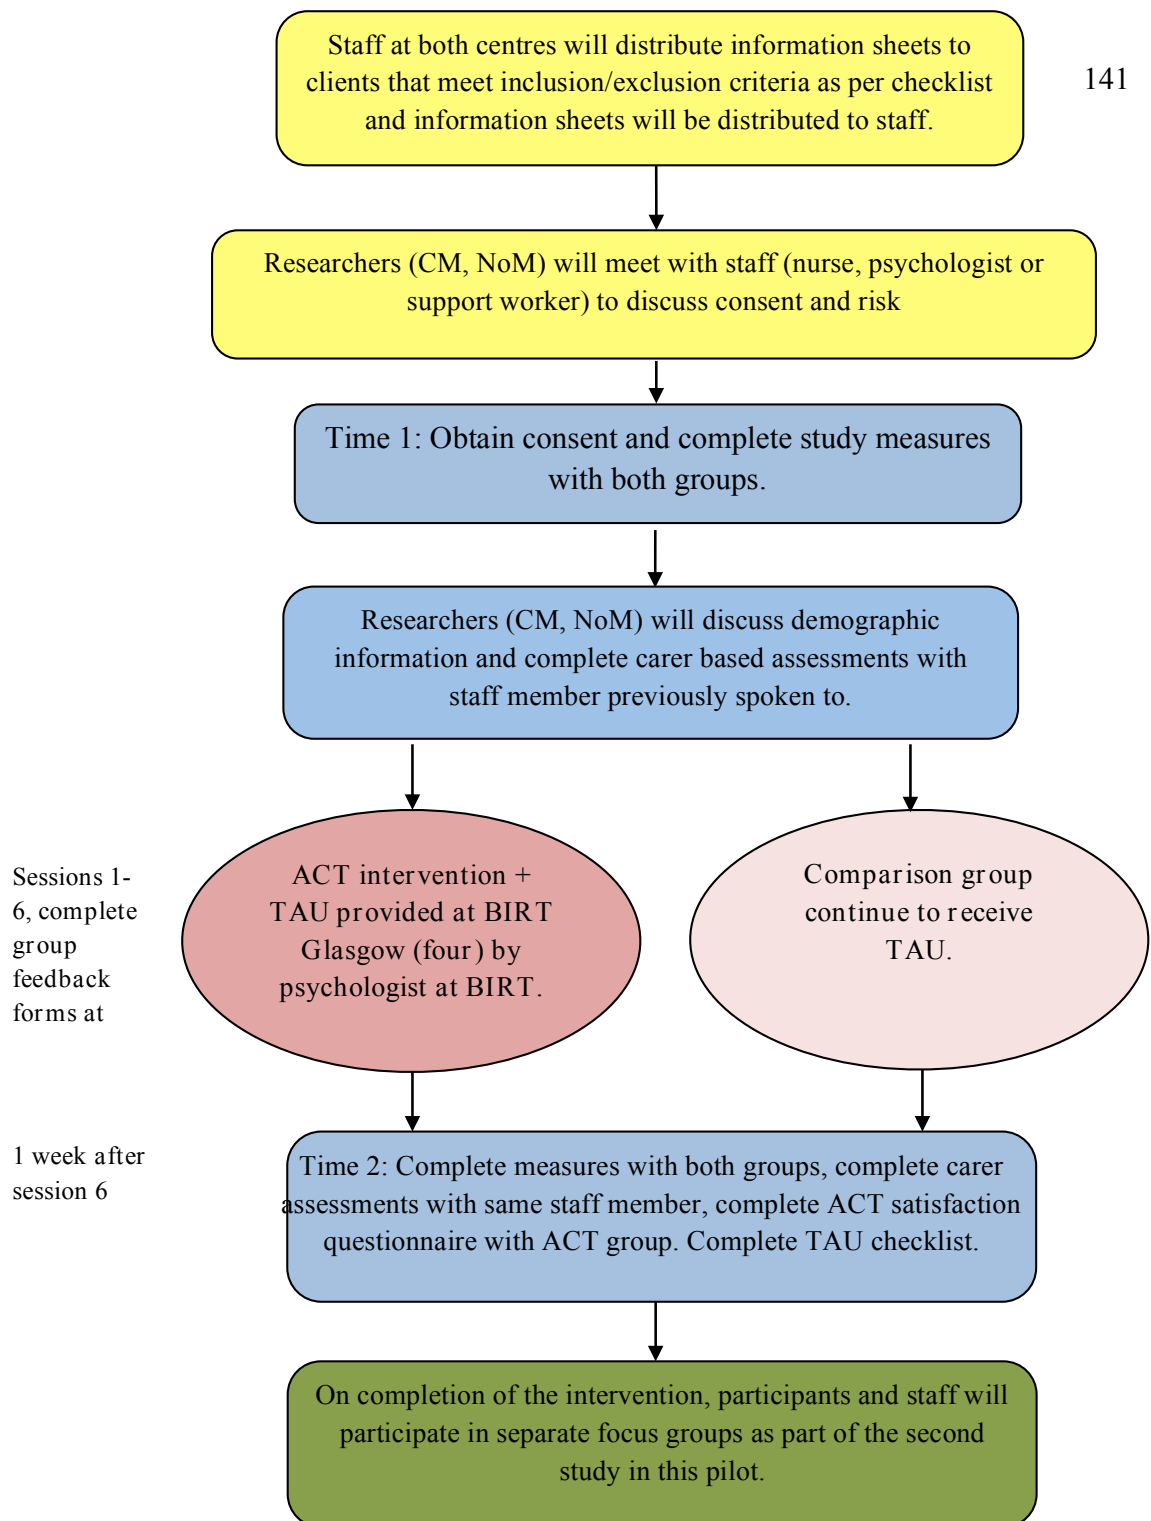 141
Staff at both centres will distribute information sheets to
clients that meet inclusion/exclusion criteria as per checklist
and information sheets will be distributed to staff.
Researchers (CM, NoM) will meet with staff (nurse, psychologist or
support worker) to discuss consent and risk
Time 1: Obtain consent and complete study measures
with both groups.
Researchers (CM, NoM) will discuss demographic
information and complete carer based assessments with
staff member previously spoken to.
Sessions 1-
6, complete
group
feedback
forms at
ACT intervention +
TAU provided at BIRT
Glasgow (four) by
psychologist at BIRT.
Comparison group
continue to receive
TAU.
1 week after
session 6
Time 2: Complete measures with both groups, complete carer
assessments with same staff member, complete ACT satisfaction
questionnaire with ACT group. Complete TAU checklist.
On completion of the intervention, participants and staff will
participate in separate focus groups as part of the second
study in this pilot.